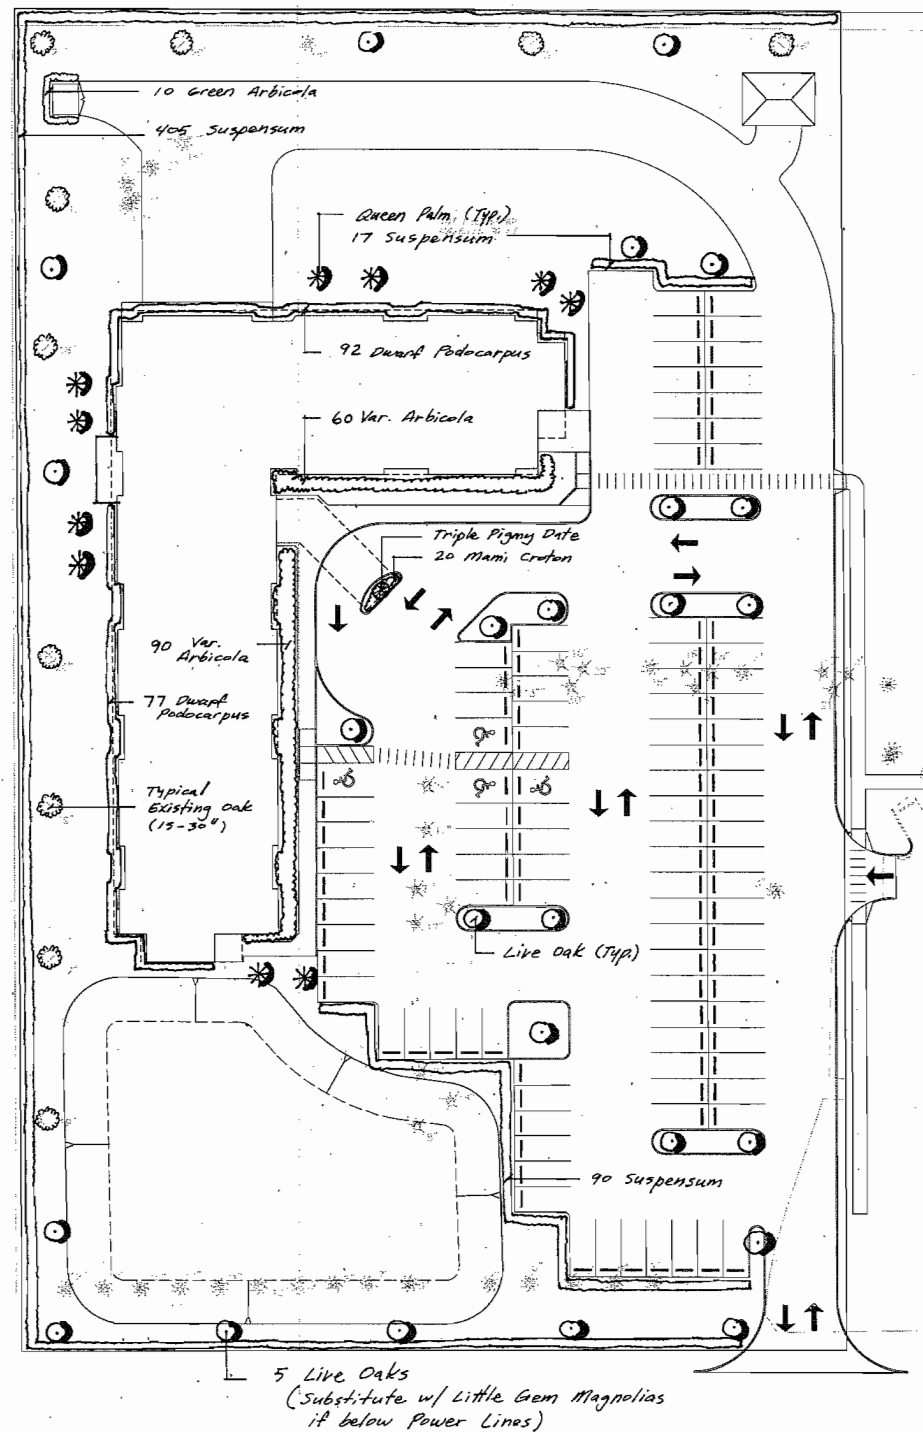 10 Green Arbicola
405 Suspensum
Queen Palm (Typ.)
17 Suspensum
92 Dwarf Podocarpus
60 Var. Arbicola
Triple Pigmy Date
20 Mami Croton
90 Var.
Arbicola
77 Dwarf
Podocarpus
Typical
Existing Oak
(15-30")
Live Oak (Typ.)
90 Suspensum
5 Live Oaks
(Substitute w/ Little Gem Magnolias
if below Power Lines)